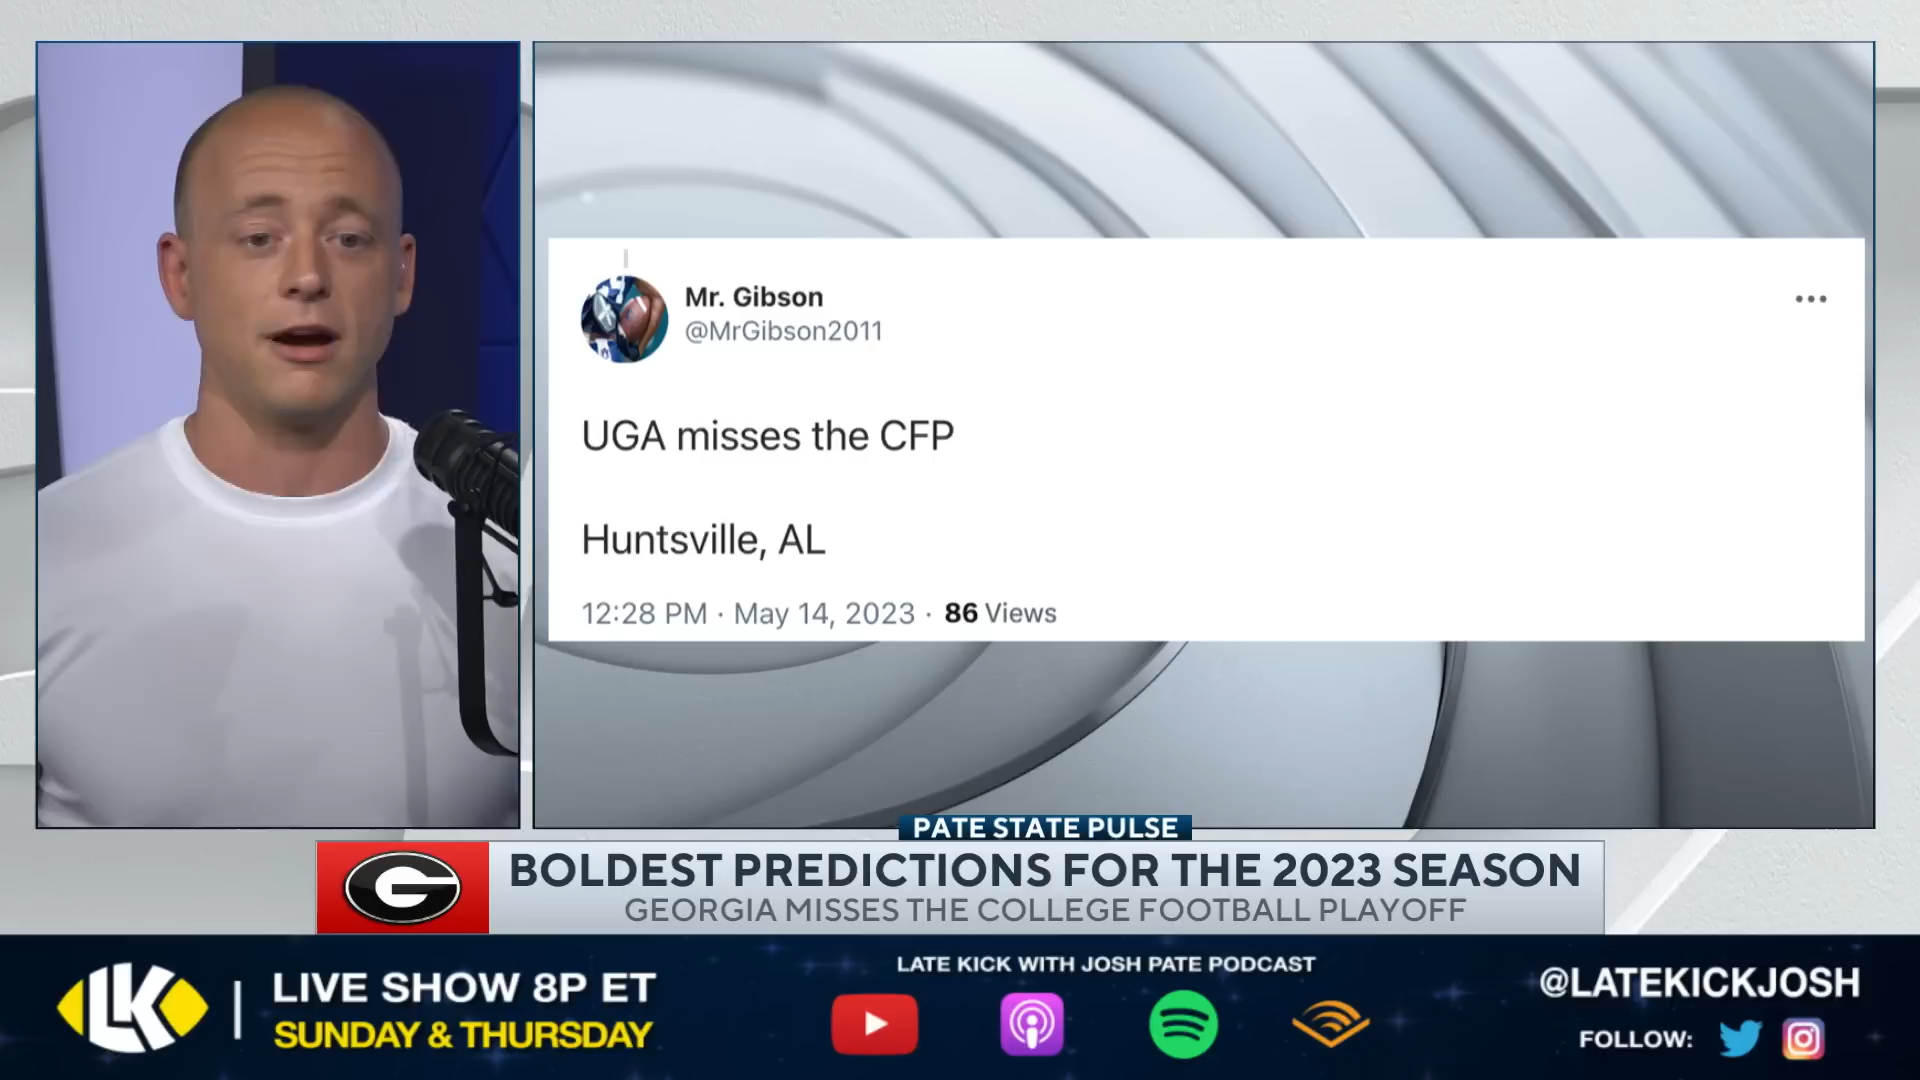 Mr. Gibson
@MrGibson2011
UGA misses the CFP
Huntsville, AL
12:28 PM · May 14, 2023 · 86 Views
PATE STATE PULSE
G
BOLDEST PREDICTIONS FOR THE 2023 SEASON
GEORGIA MISSES THE COLLEGE FOOTBALL PLAYOFF
LK
LIVE SHOW 8P ET
SUNDAY & THURSDAY
LATE KICK WITH JOSH PATE PODCAST
@LATEKICKJOSH
FOLLOW: